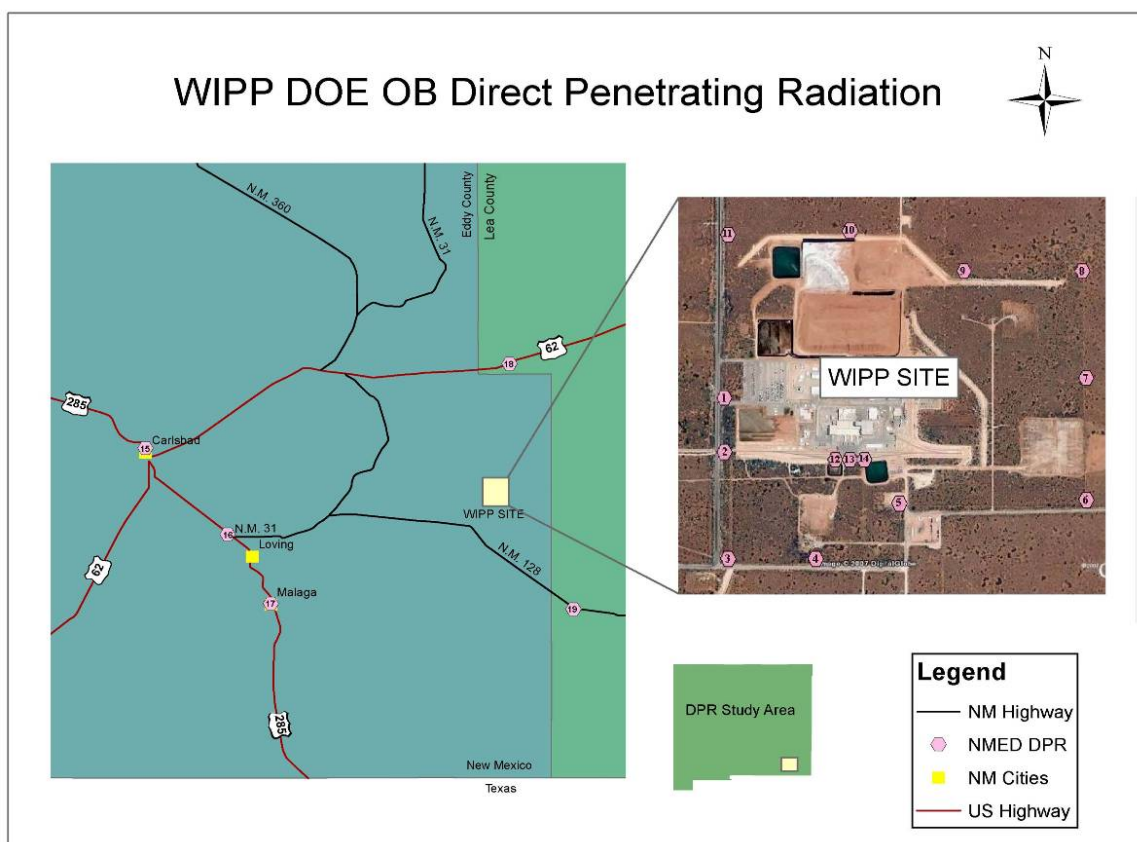 WIPP DOE OB Direct Penetrating Radiation
N
N.M. 360
N.M. 31
Eddy County
Lea County
62
18
285
Carlsbad
15
WIPP SITE
16
N.M. 31
Loving
62
N.M. 128
Malaga
17
19
285
New Mexico
Texas
11
10
9
8
WIPP SITE
7
1
2
12
13
14
5
6
3
4
Image © 2007 DigitalGlobe
DPR Study Area
Legend
NM Highway
NMED DPR
NM Cities
US Highway